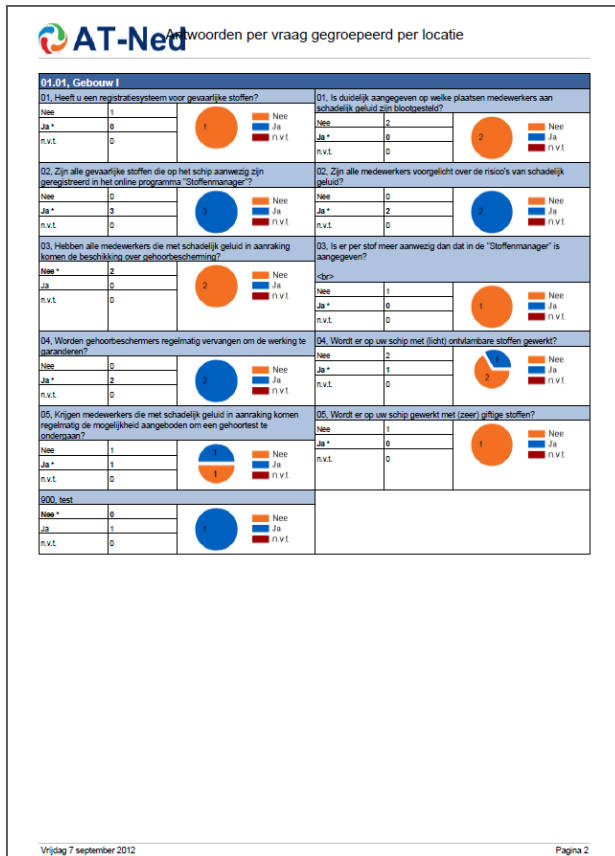 AT-Ned
Antwoorden per vraag gegroepeerd per locatie
01.01, Gebouw I
01, Heeft u een registratiesysteem voor gevaarlijke stoffen?
Nee 1
Ja * 0
n.v.t. 0
1
Nee
Ja
n.v.t.
01, Is duidelijk aangegeven op welke plaatsen medewerkers aan
schadelijk geluid zijn blootgesteld?
Nee 2
Ja * 0
n.v.t. 0
2
Nee
Ja
n.v.t.
02, Zijn alle gevaarlijke stoffen die op het schip aanwezig zijn
geregistreerd in het online programma "Stoffenmanager"?
Nee 0
Ja * 3
n.v.t. 0
3
Nee
Ja
n.v.t.
02, Zijn alle medewerkers voorgelicht over de risico's van schadelijk
geluid?
Nee 0
Ja * 2
n.v.t. 0
2
Nee
Ja
n.v.t.
03, Hebben alle medewerkers die met schadelijk geluid in aanraking
komen de beschikking over gehoorbescherming?
Nee * 2
Ja 0
n.v.t. 0
2
Nee
Ja
n.v.t.
03, Is er per stof meer aanwezig dan dat in de "Stoffenmanager" is
aangegeven?
<br>
Nee 1
Ja * 0
n.v.t. 0
1
Nee
Ja
n.v.t.
04, Worden gehoorbeschermers regelmatig vervangen om de werking te
garanderen?
Nee 0
Ja * 2
n.v.t. 0
2
Nee
Ja
n.v.t.
04, Wordt er op uw schip met (licht) ontvlambare stoffen gewerkt?
Nee 2
Ja * 1
n.v.t. 0
1
2
Nee
Ja
n.v.t.
05, Krijgen medewerkers die met schadelijk geluid in aanraking komen
regelmatig de mogelijkheid aangeboden om een gehoortest te
ondergaan?
Nee 1
Ja * 1
n.v.t. 0
1
1
Nee
Ja
n.v.t.
05, Wordt er op uw schip gewerkt met (zeer) giftige stoffen?
Nee 1
Ja * 0
n.v.t. 0
1
Nee
Ja
n.v.t.
900, test
Nee * 0
Ja 1
n.v.t. 0
1
Nee
Ja
n.v.t.
Vrijdag 7 september 2012 Pagina 2